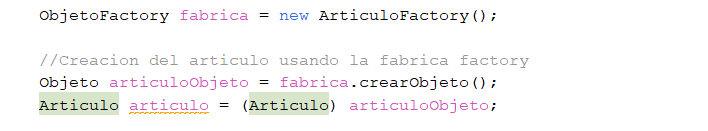 ObjetoFactory fabrica = new ArticuloFactory();
//Creacion del articulo usando la fabrica factory
Objeto articuloObjeto = fabrica.crearObjeto();
Articulo articulo = (Articulo) articuloObjeto;